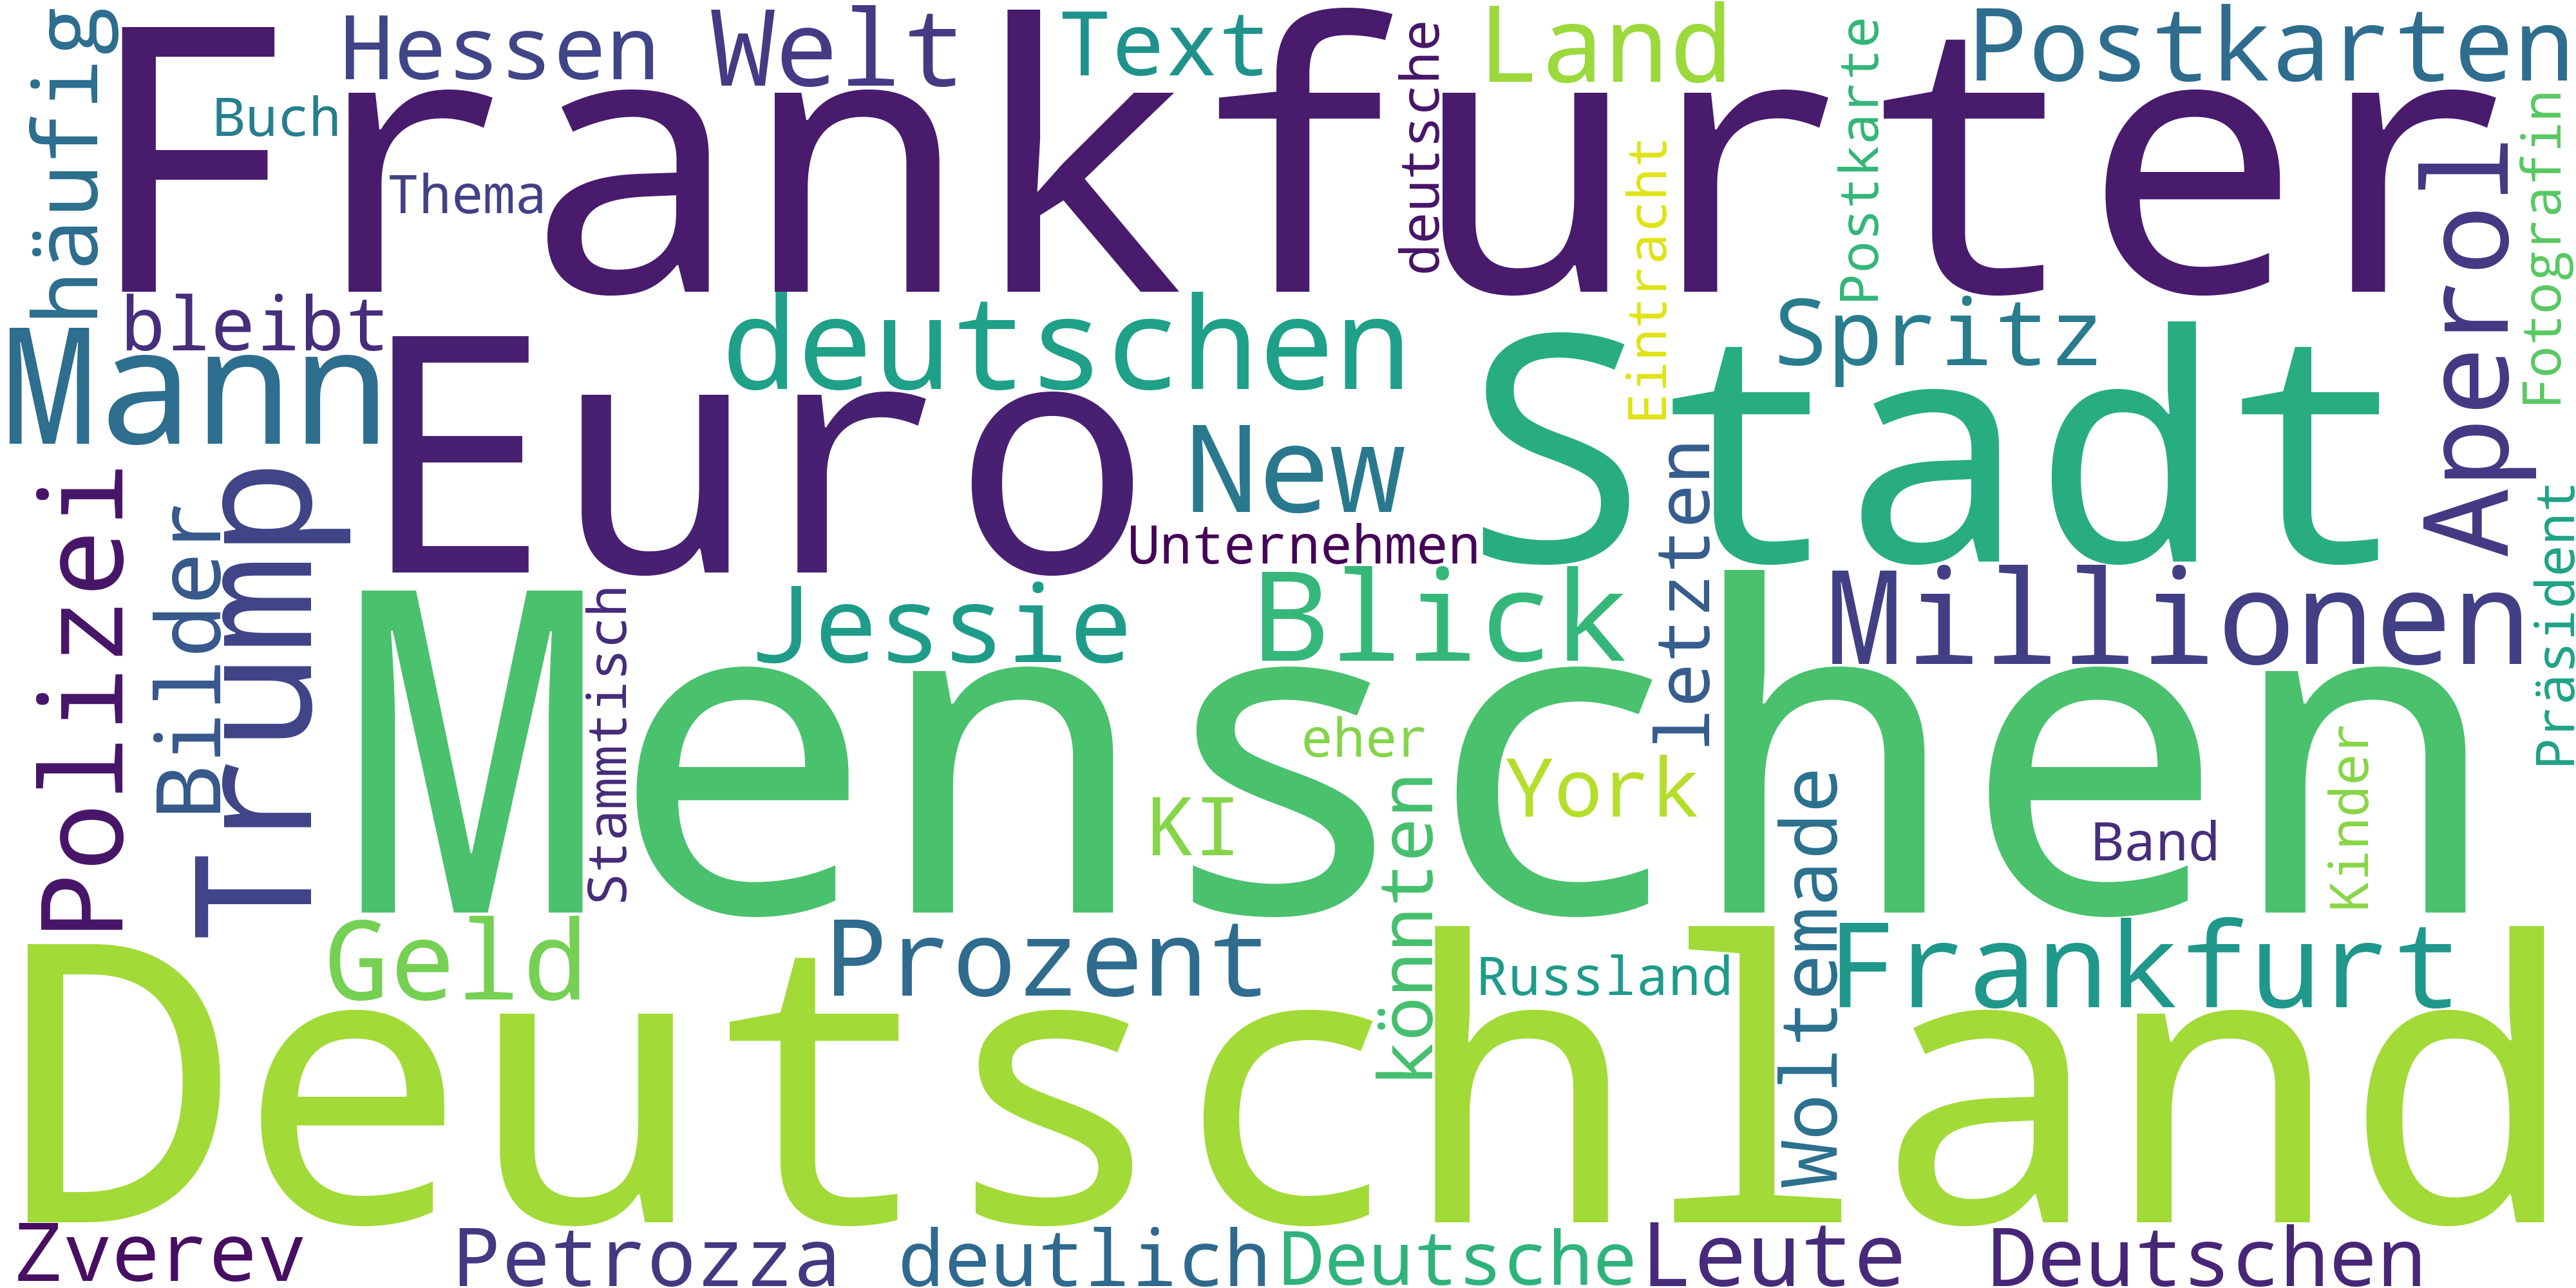 Frankfurter
häufig
Hessen
Welt
Text
deutsche
Land
Postkarte
Postkarten
Buch
Thema
Eintracht
Fotografin
Aperol
bleibt
Mann
Euro
deutschen
Stadt
Spritz
New
Unternehmen
letzten
Polizei
Bilder
Trump
Stammtisch
Jessie
Blick
Millionen
Präsident
Menschen
eher
KI
könnten
York
Woltemade
Band
Kinder
Geld
Prozent
Russland
Frankfurt
Deutschland
Zverev
Petrozza
deutlich
Deutsche
Leute
Deutschen